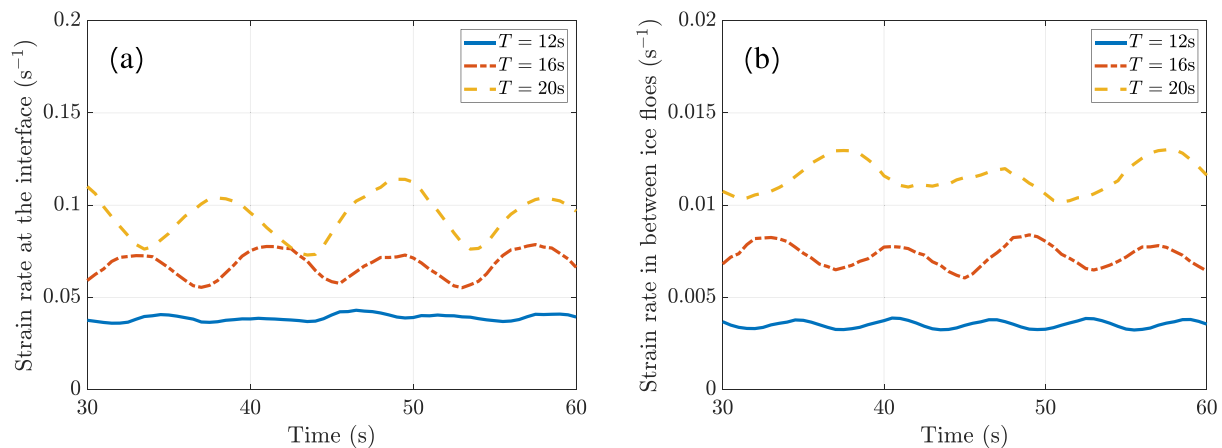 (a)
Strain rate at the interface (s⁻¹)
0.2
0.15
0.1
0.05
0
30
40
50
60
Time (s)
T = 12s
T = 16s
T = 20s
(b)
Strain rate in between ice floes (s⁻¹)
0.02
0.015
0.01
0.005
0
30
40
50
60
Time (s)
T = 12s
T = 16s
T = 20s